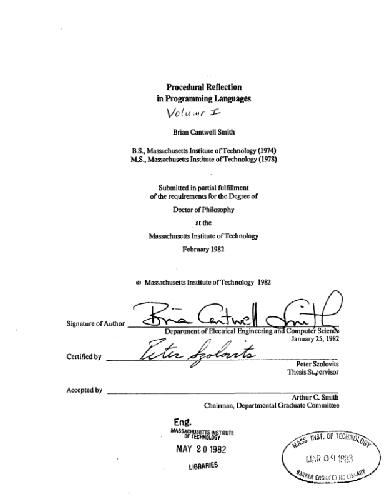 Procedural Reflection
in Programming Languages
Volume I
Brian Cantwell Smith
B.S., Massachusetts Institute of Technology (1974)
M.S., Massachusetts Institute of Technology (1978)
Submitted in partial fulfillment
of the requirements for the Degree of
Doctor of Philosophy
at the
Massachusetts Institute of Technology
February 1982
© Massachusetts Institute of Technology 1982
Signature of Author Brian Cantwell Smith
Department of Electrical Engineering and Computer Science
January 25, 1982
Certified by Peter Szolovits
Peter Szolovits
Thesis Supervisor
Accepted by
Arthur C. Smith
Chairman, Departmental Graduate Committee
Eng.
MASSACHUSETTS INSTITUTE
OF TECHNOLOGY
MAY 20 1982
LIBRARIES
MASS. INST. OF TECHNOLOGY
BARKER ENGINEERING LIBRARY